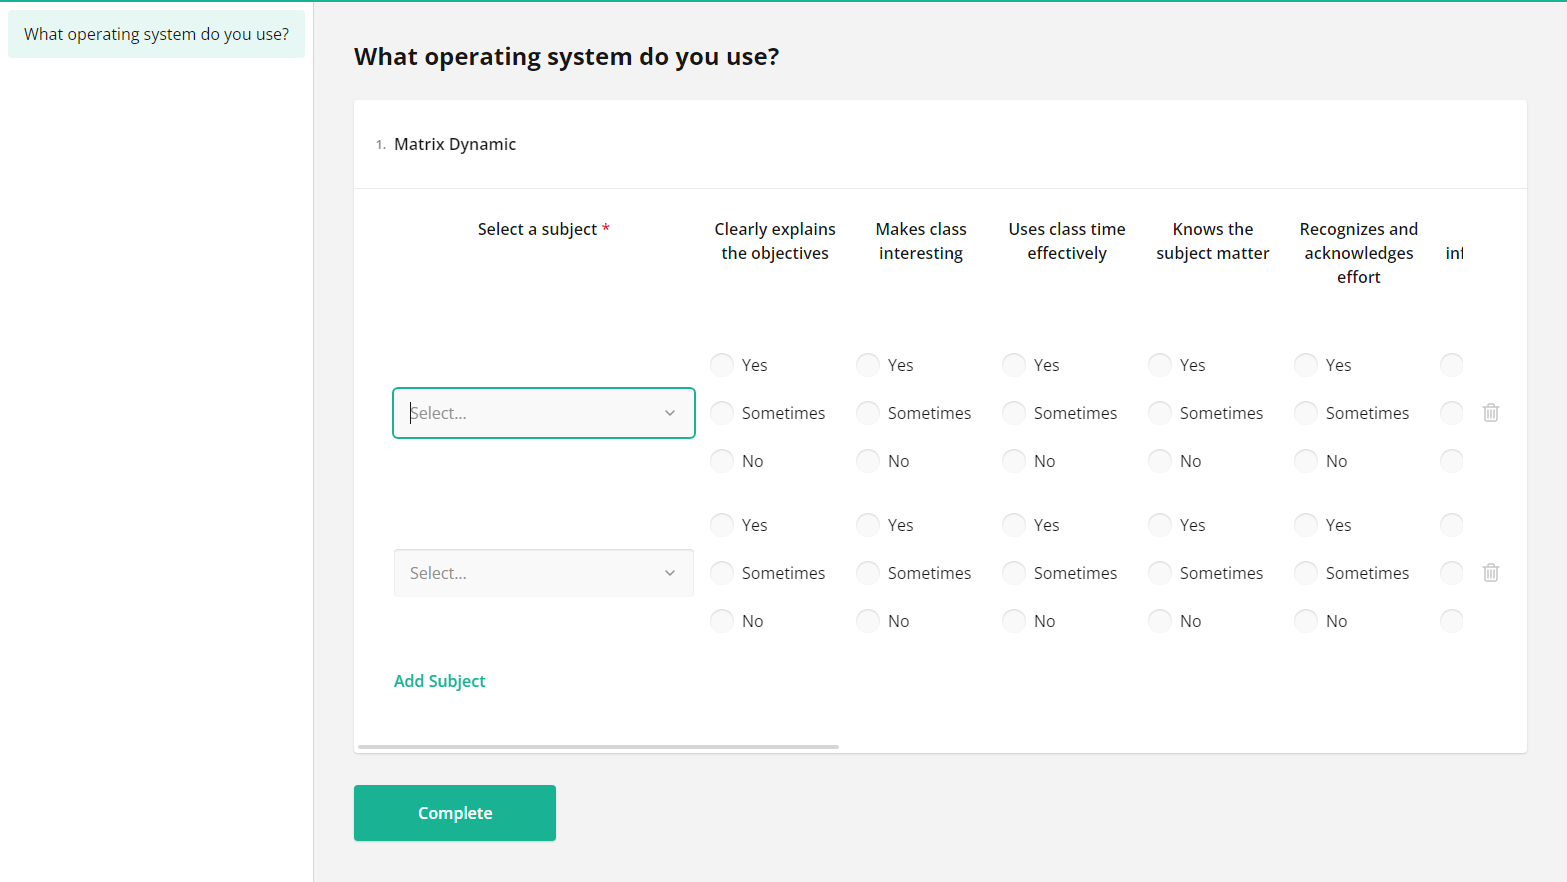 What operating system do you use?
What operating system do you use?
1. Matrix Dynamic
Select a subject *
Clearly explains
the objectives
Makes class
interesting
Uses class time
effectively
Knows the
subject matter
Recognizes and
acknowledges
effort
Yes Yes Yes Yes Yes
Select... Sometimes Sometimes Sometimes Sometimes Sometimes
No No No No No
Yes Yes Yes Yes Yes
Select... Sometimes Sometimes Sometimes Sometimes Sometimes
No No No No No
Add Subject
Complete